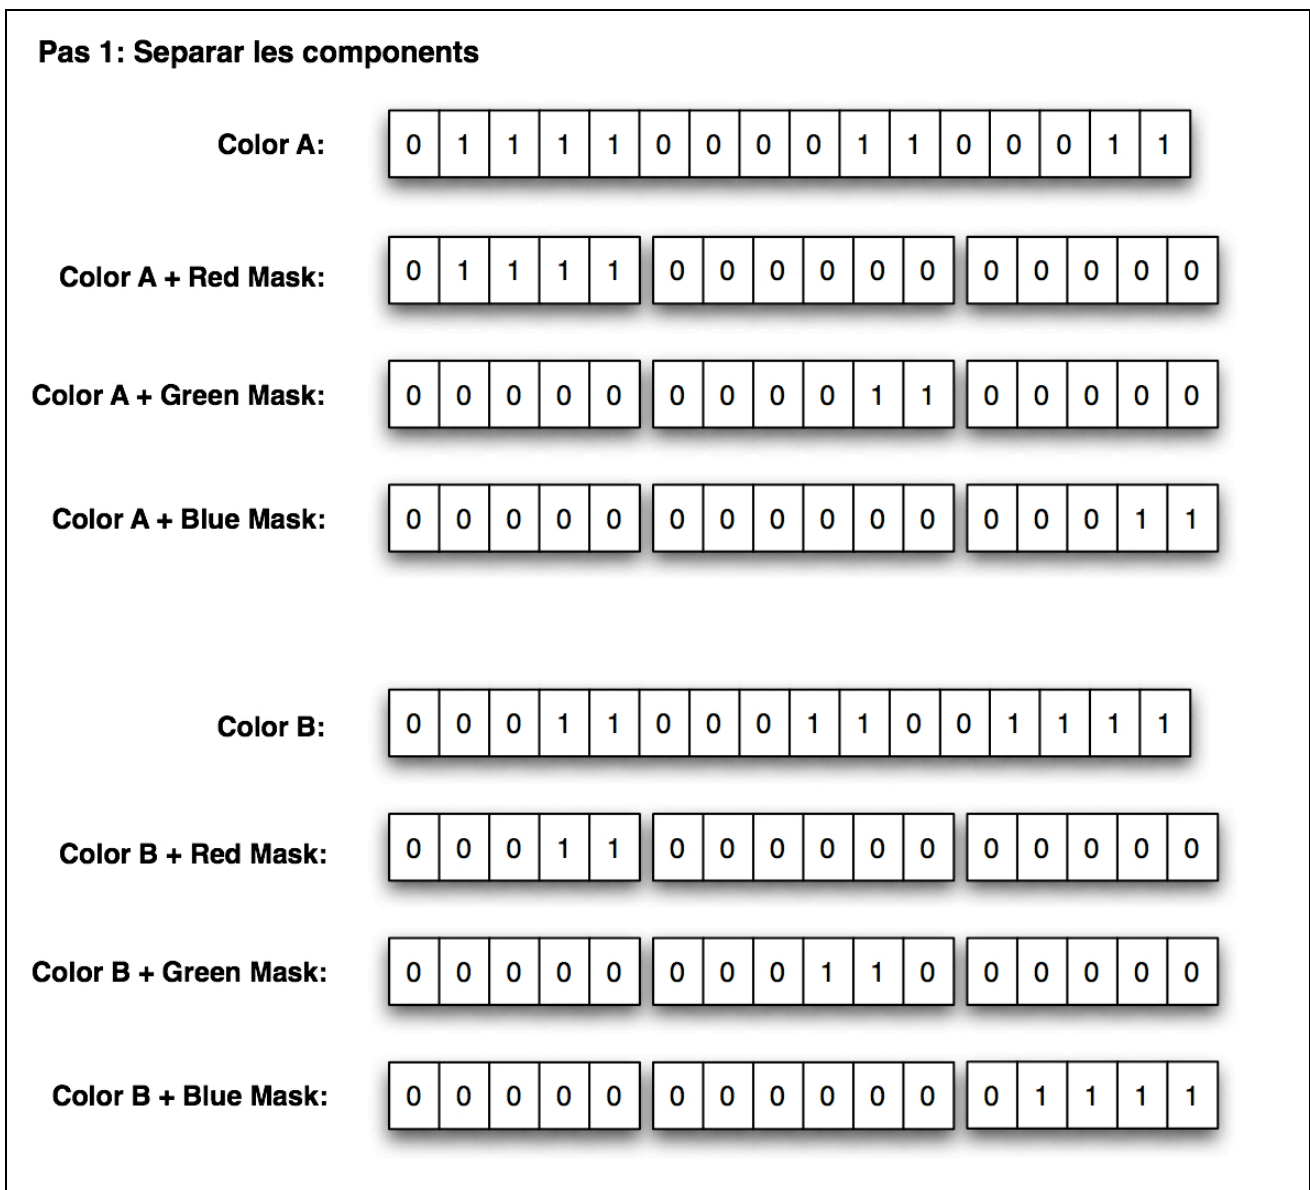 Pas 1: Separar les components
Color A: 0 1 1 1 1 0 0 0 0 1 1 0 0 0 1 1
Color A + Red Mask: 0 1 1 1 1 0 0 0 0 0 0 0 0 0 0 0
Color A + Green Mask: 0 0 0 0 0 0 0 0 0 1 1 0 0 0 0 0
Color A + Blue Mask: 0 0 0 0 0 0 0 0 0 0 0 0 0 0 1 1
Color B: 0 0 0 1 1 0 0 0 1 1 0 0 1 1 1 1
Color B + Red Mask: 0 0 0 1 1 0 0 0 0 0 0 0 0 0 0 0
Color B + Green Mask: 0 0 0 0 0 0 0 0 1 1 0 0 0 0 0 0
Color B + Blue Mask: 0 0 0 0 0 0 0 0 0 0 0 0 1 1 1 1